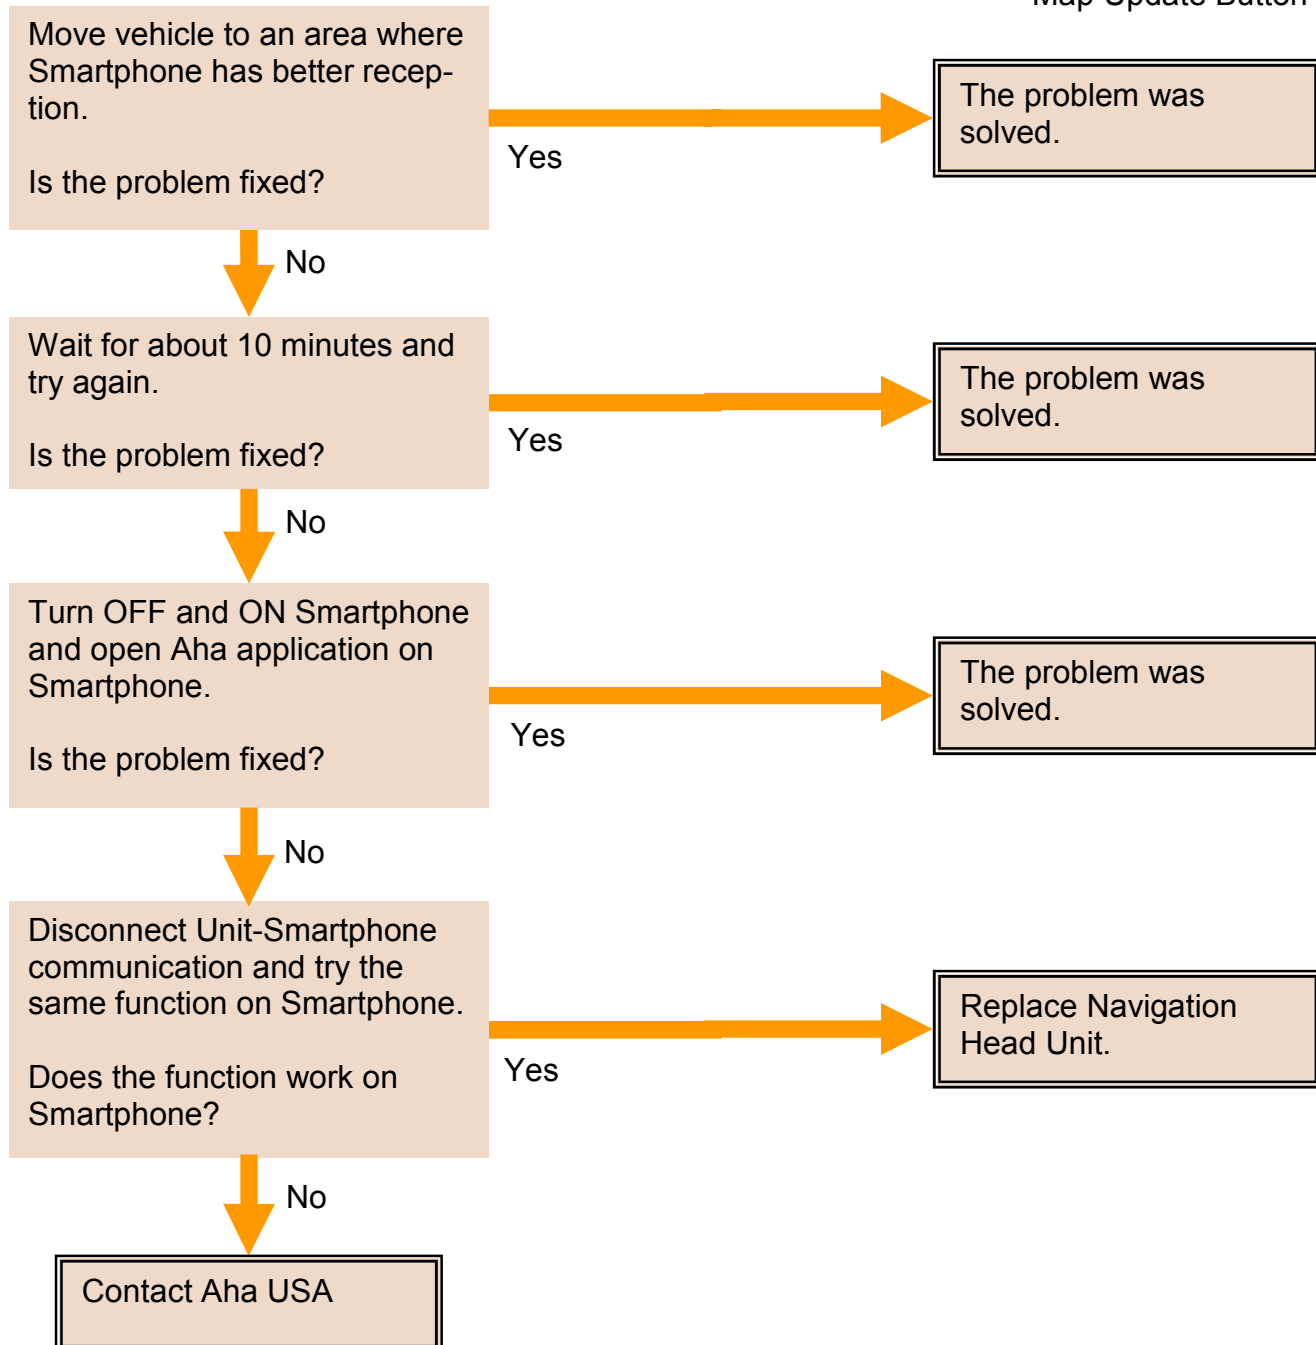 Map Update Button
Move vehicle to an area where
Smartphone has better recep-
tion.
Is the problem fixed?
Yes
The problem was
solved.
No
Wait for about 10 minutes and
try again.
Is the problem fixed?
Yes
The problem was
solved.
No
Turn OFF and ON Smartphone
and open Aha application on
Smartphone.
Is the problem fixed?
Yes
The problem was
solved.
No
Disconnect Unit-Smartphone
communication and try the
same function on Smartphone.
Does the function work on
Smartphone?
Yes
Replace Navigation
Head Unit.
No
Contact Aha USA